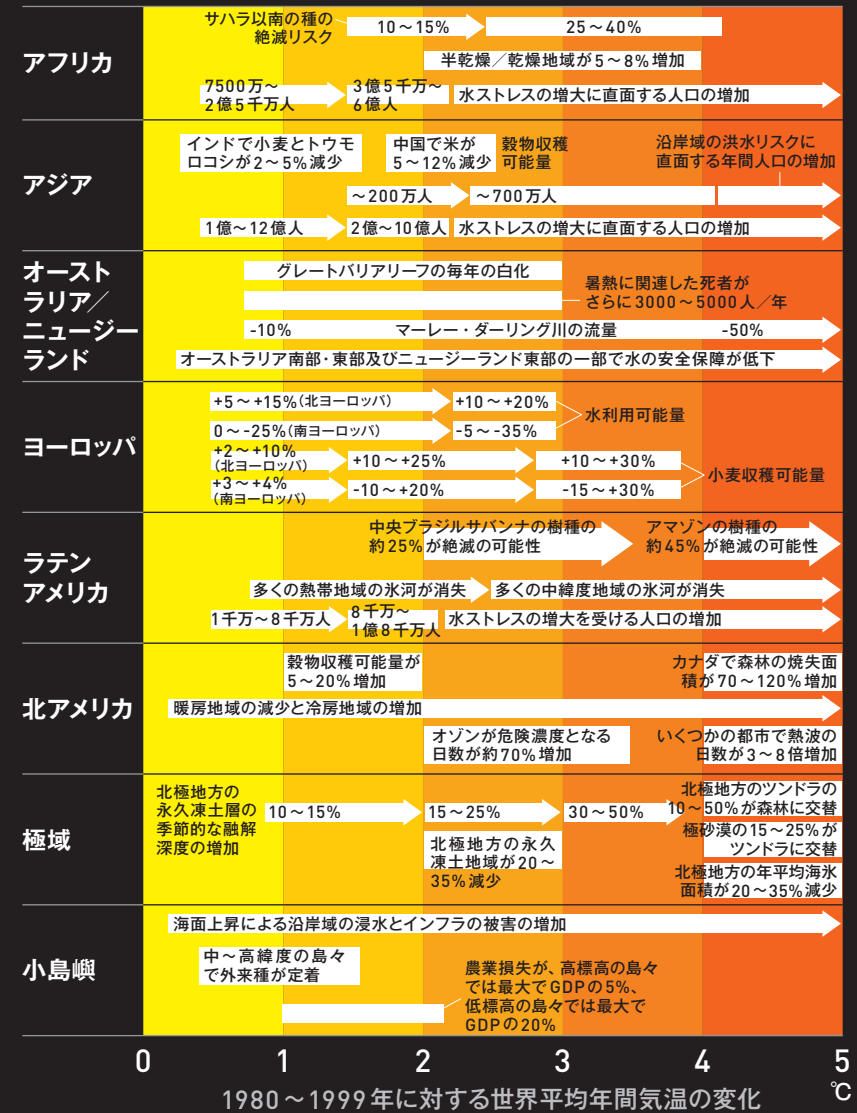 アフリカ
サハラ以南の種の
絶滅リスク
10～15%
25～40%
半乾燥／乾燥地域が5～8%増加
7500万～
2億5千万人
3億5千万～
6億人
水ストレスの増大に直面する人口の増加
アジア
インドで小麦とトウモ
ロコシが2～5%減少
中国で米が
5～12%減少
穀物収穫
可能量
沿岸域の洪水リスクに
直面する年間人口の増加
～200万人
～700万人
1億～12億人
2億～10億人
水ストレスの増大に直面する人口の増加
オースト
ラリア／
ニュージー
ランド
グレートバリアリーフの毎年の白化
暑熱に関連した死者が
さらに3000～5000人／年
-10%
マーレー・ダーリング川の流量
-50%
オーストラリア南部・東部及びニュージーランド東部の一部で水の安全保障が低下
ヨーロッパ
+5～+15%(北ヨーロッパ)
+10～+20%
水利用可能量
0～-25%(南ヨーロッパ)
-5～-35%
+2～+10%
(北ヨーロッパ)
+10～+25%
+10～+30%
小麦収穫可能量
+3～+4%
(南ヨーロッパ)
-10～+20%
-15～+30%
ラテン
アメリカ
中央ブラジルサバンナの樹種の
約25%が絶滅の可能性
アマゾンの樹種の
約45%が絶滅の可能性
多くの熱帯地域の氷河が消失
多くの中緯度地域の氷河が消失
1千万～8千万人
8千万～
1億8千万人
水ストレスの増大を受ける人口の増加
北アメリカ
穀物収穫可能量が
5～20%増加
カナダで森林の焼失面
積が70～120%増加
暖房地域の減少と冷房地域の増加
オゾンが危険濃度となる
日数が約70%増加
いくつかの都市で熱波の
日数が3～8倍増加
極域
北極地方の
永久凍土層の
季節的な融解
深度の増加
10～15%
15～25%
30～50%
北極地方のツンドラの
10～50%が森林に交替
北極地方の永久
凍土地域が20～
35%減少
極砂漠の15～25%が
ツンドラに交替
北極地方の年平均海氷
面積が20～35%減少
小島嶼
海面上昇による沿岸域の浸水とインフラの被害の増加
中～高緯度の島々
で外来種が定着
農業損失が、高標高の島々
では最大でGDPの5%、
低標高の島々では最大で
GDPの20%
0 1 2 3 4 5
℃
1980～1999年に対する世界平均年間気温の変化